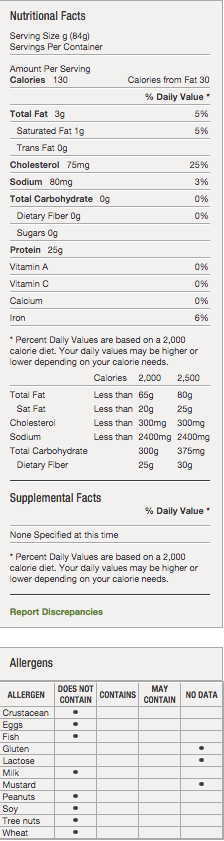 Nutritional Facts
Serving Size g (84g)
Servings Per Container
Amount Per Serving
Calories 130 Calories from Fat 30
% Daily Value *
Total Fat 3g 5%
Saturated Fat 1g 5%
Trans Fat 0g
Cholesterol 75mg 25%
Sodium 80mg 3%
Total Carbohydrate 0g 0%
Dietary Fiber 0g 0%
Sugars 0g
Protein 25g
Vitamin A 0%
Vitamin C 0%
Calcium 0%
Iron 6%
* Percent Daily Values are based on a 2,000
calorie diet. Your daily values may be higher or
lower depending on your calorie needs.
Calories 2,000 2,500
Total Fat Less than 65g 80g
Sat Fat Less than 20g 25g
Cholesterol Less than 300mg 300mg
Sodium Less than 2400mg 2400mg
Total Carbohydrate 300g 375mg
Dietary Fiber 25g 30g
Supplemental Facts
% Daily Value *
None Specified at this time
* Percent Daily Values are based on a 2,000
calorie diet. Your daily values may be higher or
lower depending on your calorie needs.
Report Discrepancies
Allergens
ALLERGEN DOES NOT CONTAIN CONTAINS MAY CONTAIN NO DATA
Crustacean •
Eggs •
Fish •
Gluten •
Lactose •
Milk •
Mustard •
Peanuts •
Soy •
Tree nuts •
Wheat •